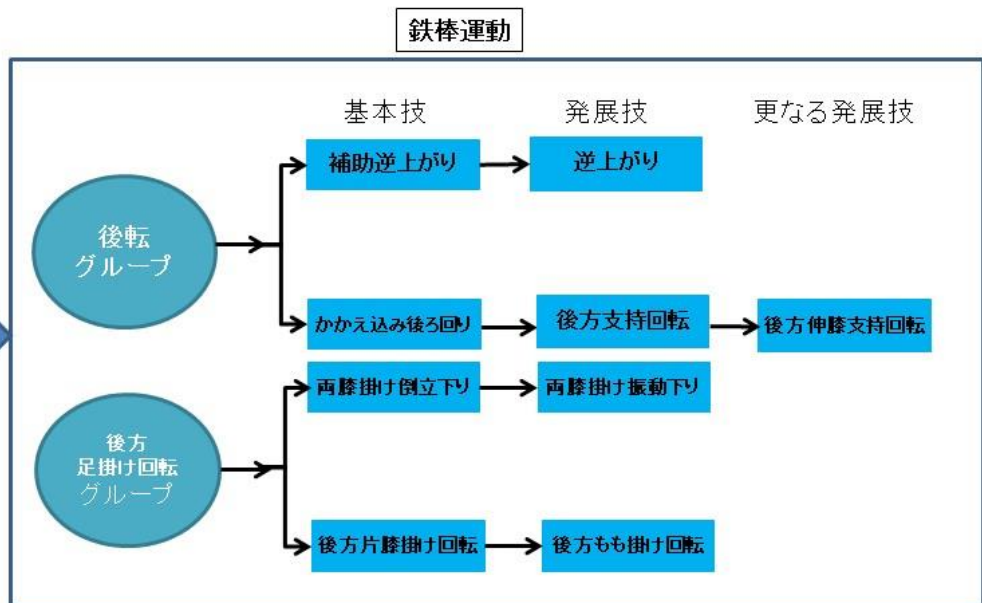 鉄棒運動
基本技
発展技
更なる発展技
補助逆上がり
逆上がり
後転
グループ
かかえ込み後ろ回り
後方支持回転
後方伸膝支持回転
両膝掛け倒立下り
両膝掛け振動下り
後方
足掛け回転
グループ
後方片膝掛け回転
後方もも掛け回転